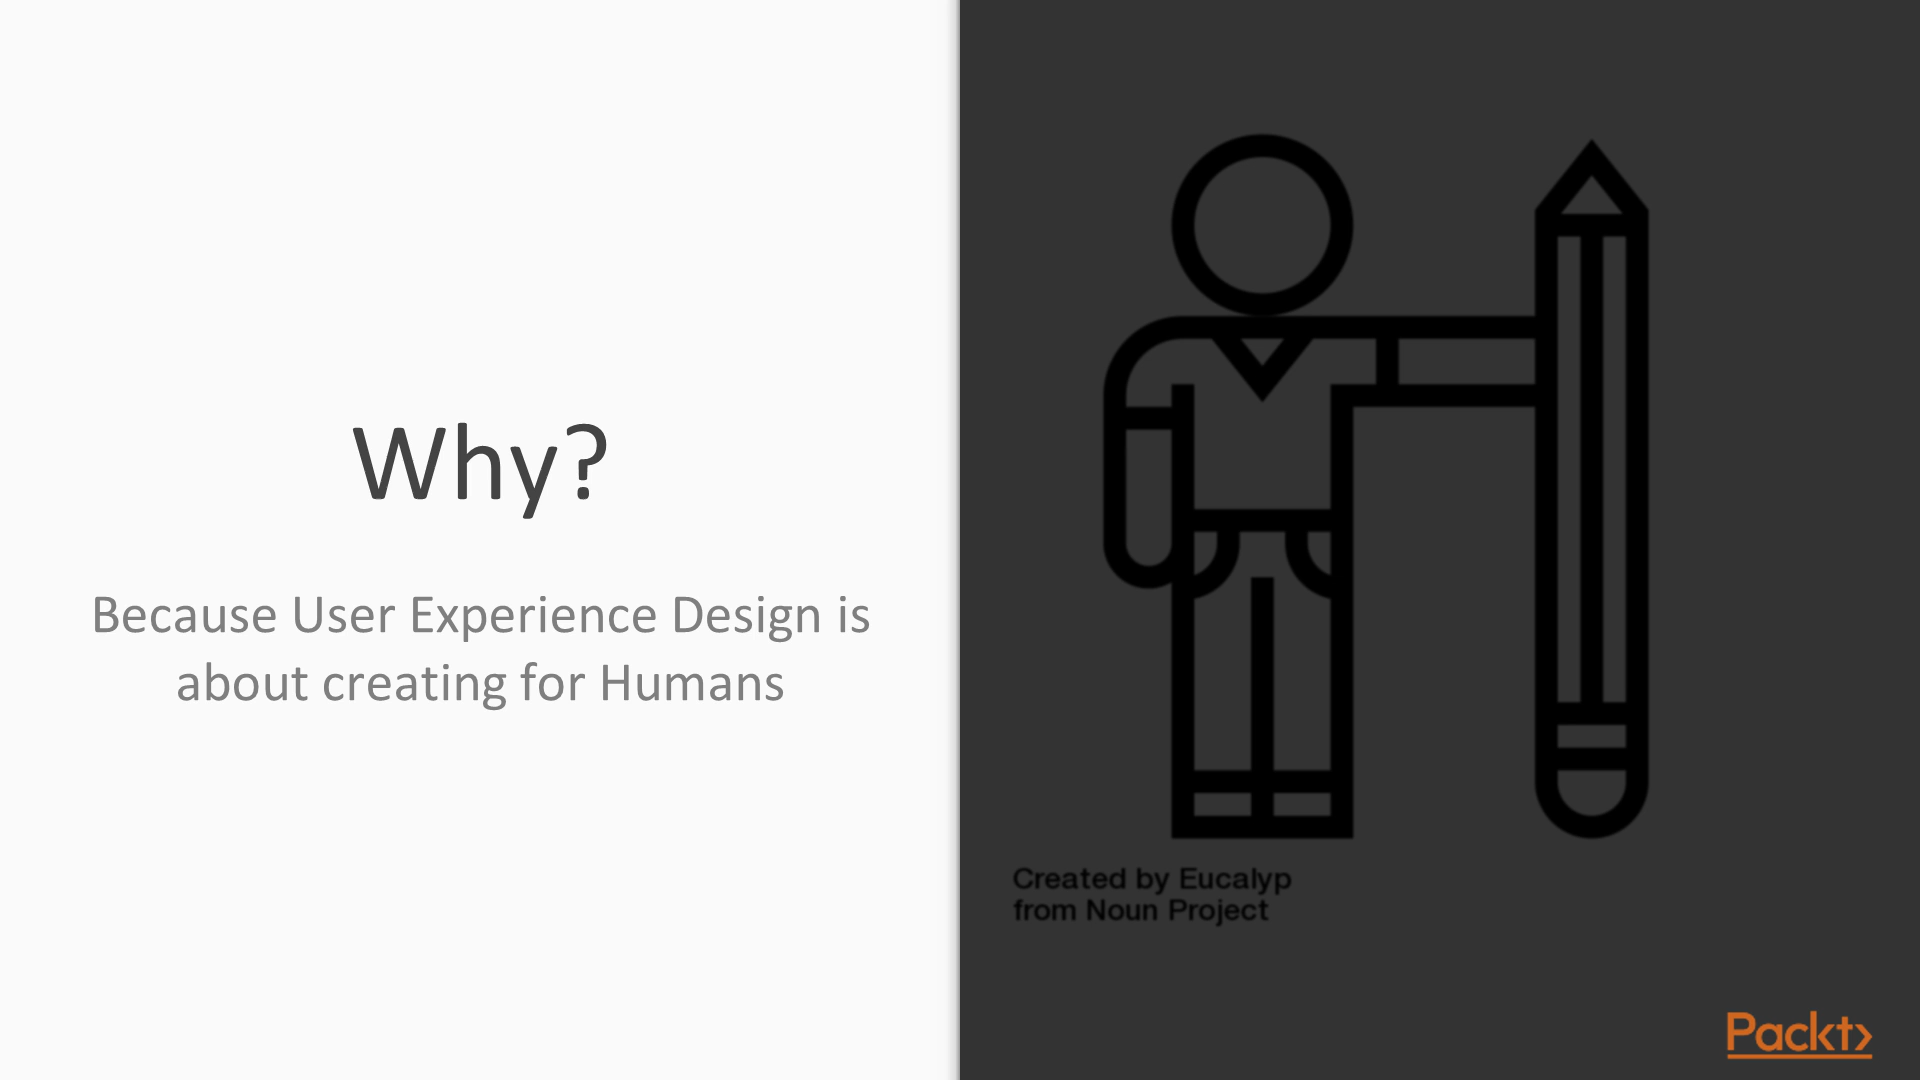 Why?
Because User Experience Design is
about creating for Humans
Created by Eucalyp
from Noun Project
Packt>